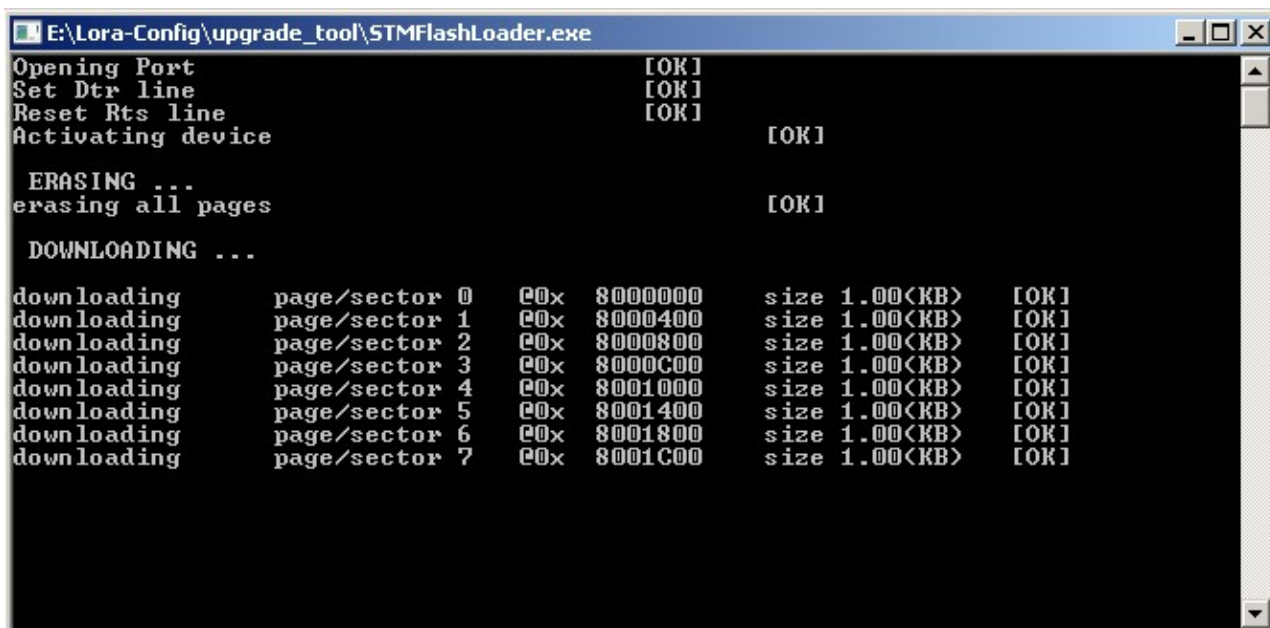 E:\Lora-Config\upgrade_tool\STMFlashLoader.exe
Opening Port [OK]
Set Dtr line [OK]
Reset Rts line [OK]
Activating device [OK]
ERASING ...
erasing all pages [OK]
DOWNLOADING ...
downloading page/sector 0 @0x 8000000 size 1.00(KB) [OK]
downloading page/sector 1 @0x 8000400 size 1.00(KB) [OK]
downloading page/sector 2 @0x 8000800 size 1.00(KB) [OK]
downloading page/sector 3 @0x 8000C00 size 1.00(KB) [OK]
downloading page/sector 4 @0x 8001000 size 1.00(KB) [OK]
downloading page/sector 5 @0x 8001400 size 1.00(KB) [OK]
downloading page/sector 6 @0x 8001800 size 1.00(KB) [OK]
downloading page/sector 7 @0x 8001C00 size 1.00(KB) [OK]